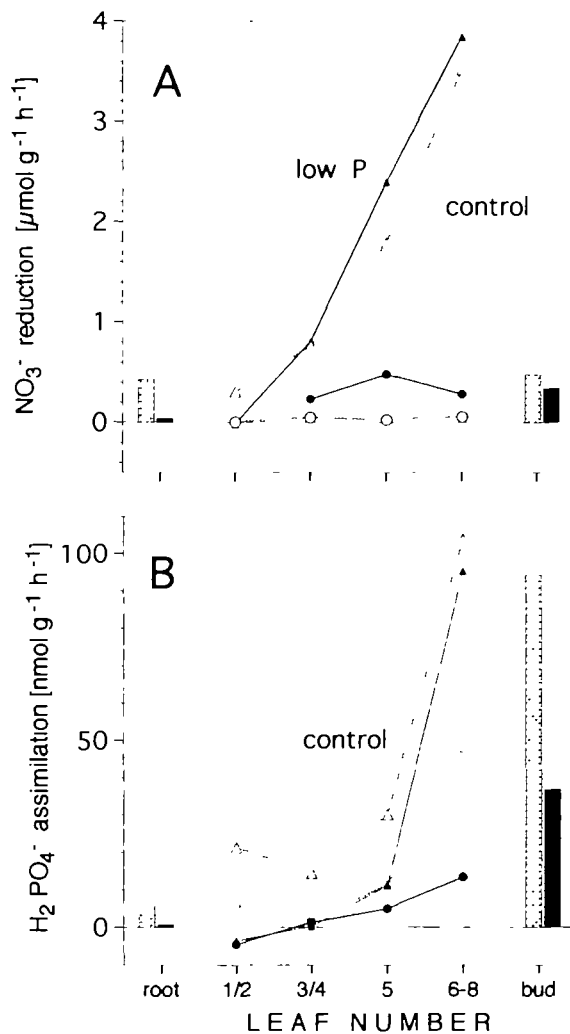 A
NO₃⁻ reduction [µmol g⁻¹ h⁻¹]
4
3
2
1
0
low P
control
B
H₂PO₄⁻ assimilation [nmol g⁻¹ h⁻¹]
100
50
0
control
root 1/2 3/4 5 6-8 bud
LEAF NUMBER